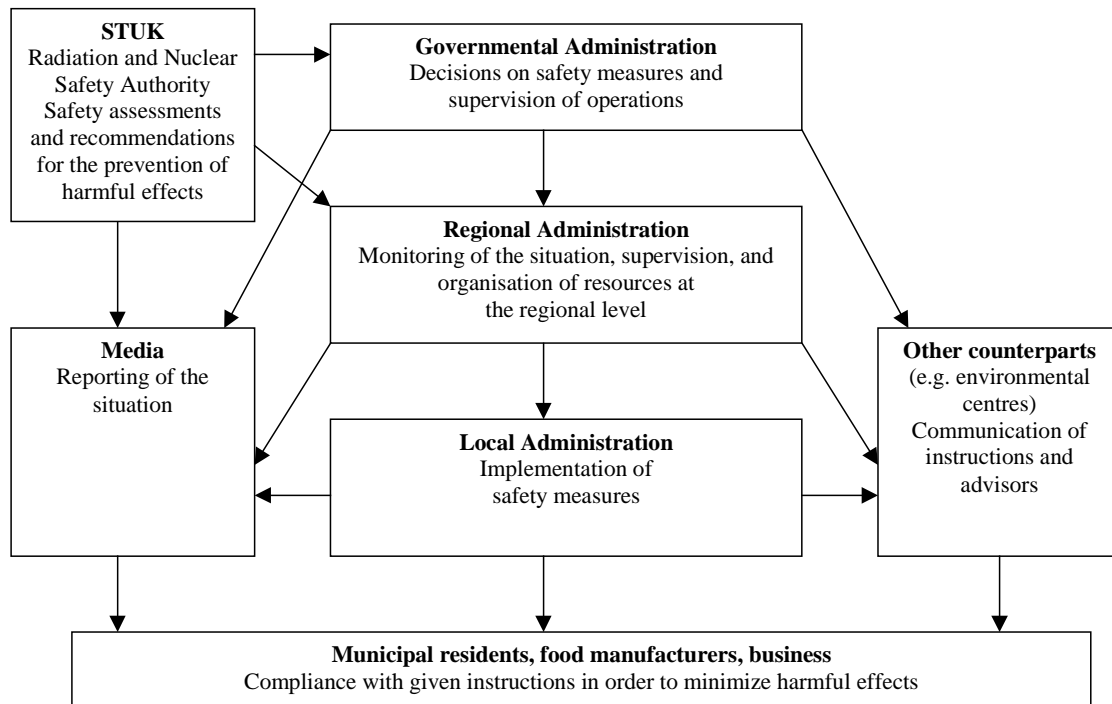 STUK
Radiation and Nuclear
Safety Authority
Safety assessments
and recommendations
for the prevention of
harmful effects
Governmental Administration
Decisions on safety measures and
supervision of operations
Regional Administration
Monitoring of the situation, supervision, and
organisation of resources at
the regional level
Media
Reporting of the
situation
Other counterparts
(e.g. environmental
centres)
Communication of
instructions and
advisors
Local Administration
Implementation of
safety measures
Municipal residents, food manufacturers, business
Compliance with given instructions in order to minimize harmful effects